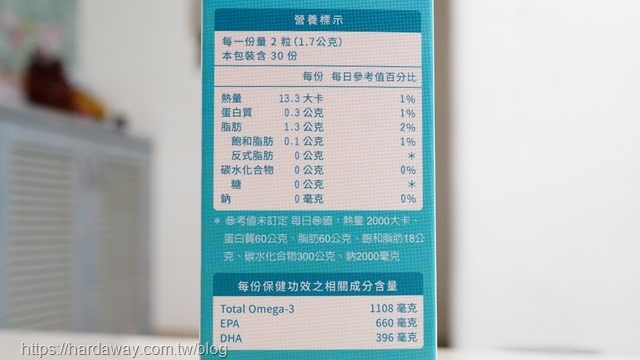 營養標示
每一份量 2 粒(1.7公克)
本包裝含 30 份
每份 每日參考值百分比
熱量 13.3 大卡 1%
蛋白質 0.3 公克 1%
脂肪 1.3 公克 2%
飽和脂肪 0.1 公克 1%
反式脂肪 0 公克 *
碳水化合物 0 公克 0%
糖 0 公克 *
鈉 0 毫克 0%
* 參考值未訂定 每日參值:熱量 2000大卡、
蛋白質60公克、脂肪60公克、飽和脂肪18公
克、碳水化合物300公克、鈉2000毫克
每份保健功效之相關成分含量
Total Omega-3 1108 毫克
EPA 660 毫克
DHA 396 毫克
https://hardaway.com.tw/blog